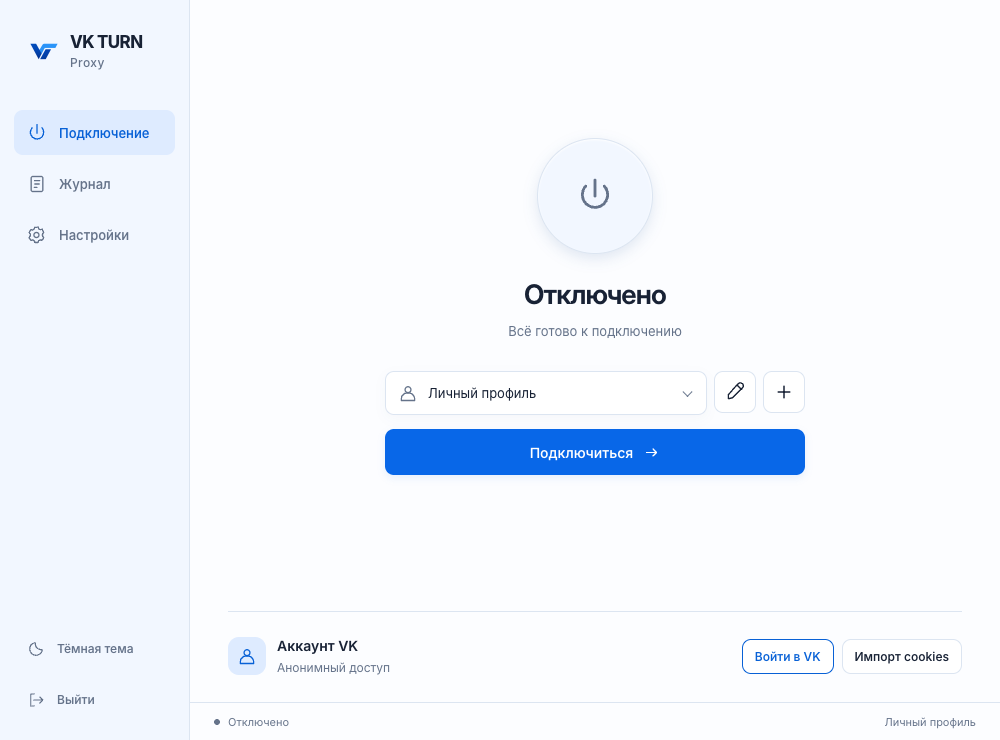 VK TURN
Proxy
Подключение
Журнал
Настройки
Тёмная тема
Выйти
Отключено
Всё готово к подключению
Личный профиль
Подключиться →
Аккаунт VK
Анонимный доступ
Войти в VK
Импорт cookies
Отключено
Личный профиль